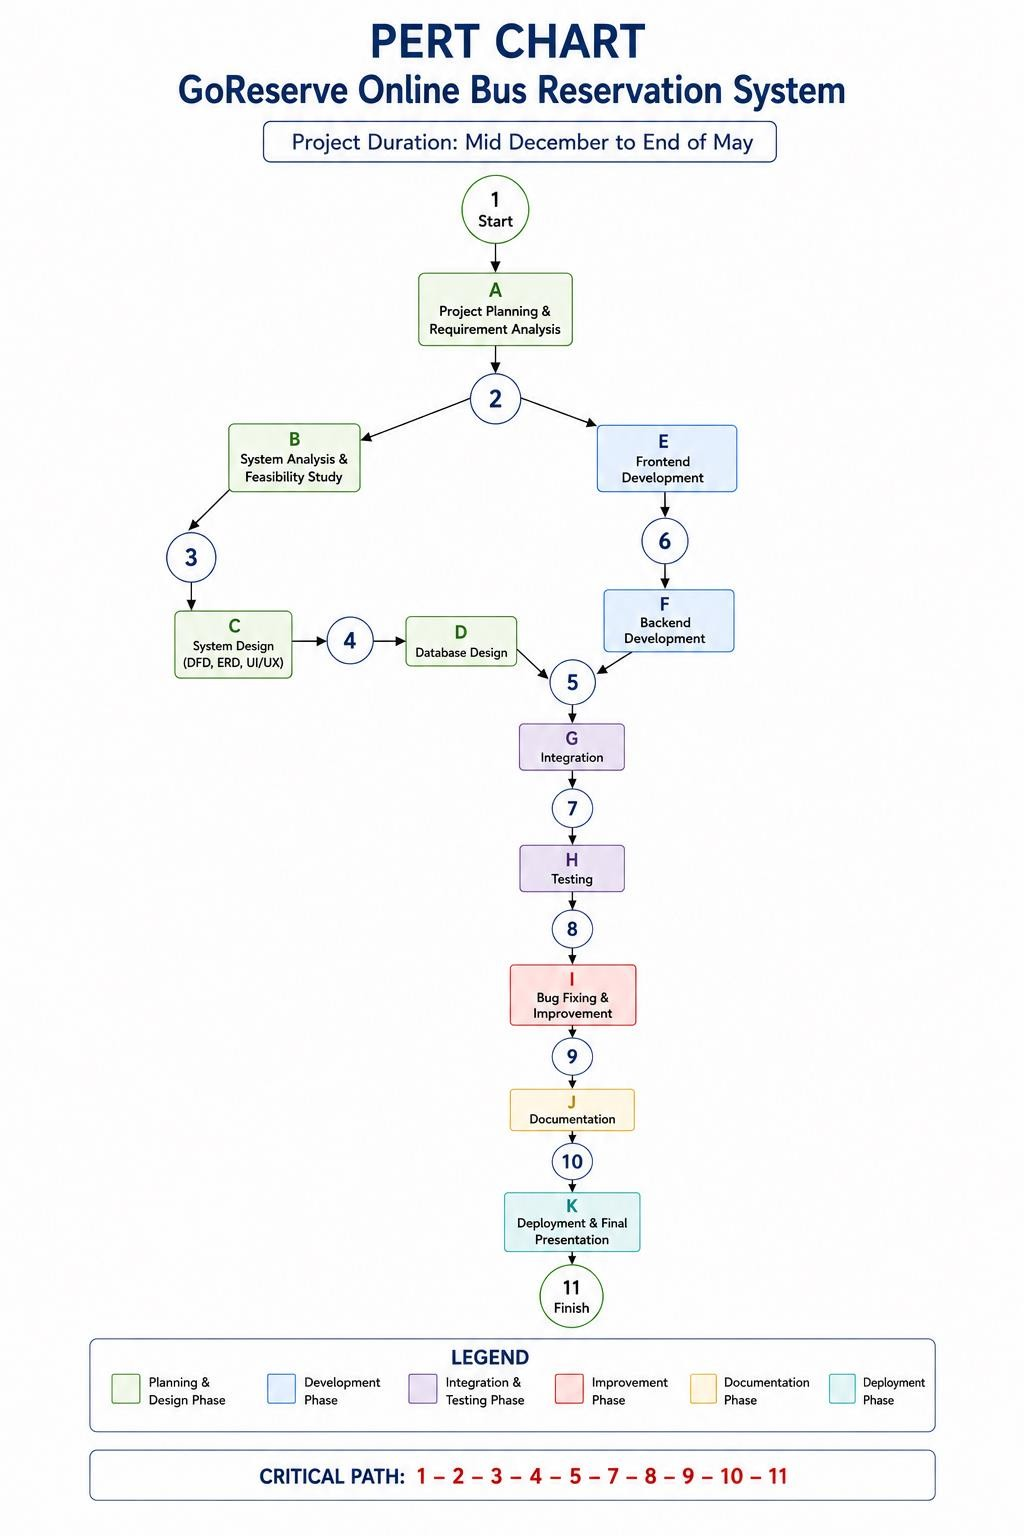 PERT CHART
GoReserve Online Bus Reservation System
Project Duration: Mid December to End of May
1
Start
A
Project Planning &
Requirement Analysis
2
B
System Analysis &
Feasibility Study
E
Frontend
Development
3
6
C
System Design
(DFD, ERD, UI/UX)
4
D
Database Design
F
Backend
Development
5
G
Integration
7
H
Testing
8
I
Bug Fixing &
Improvement
9
J
Documentation
10
K
Deployment & Final
Presentation
11
Finish
LEGEND
Planning &
Design Phase
Development
Phase
Integration &
Testing Phase
Improvement
Phase
Documentation
Phase
Deployment
Phase
CRITICAL PATH: 1 – 2 – 3 – 4 – 5 – 7 – 8 – 9 – 10 – 11